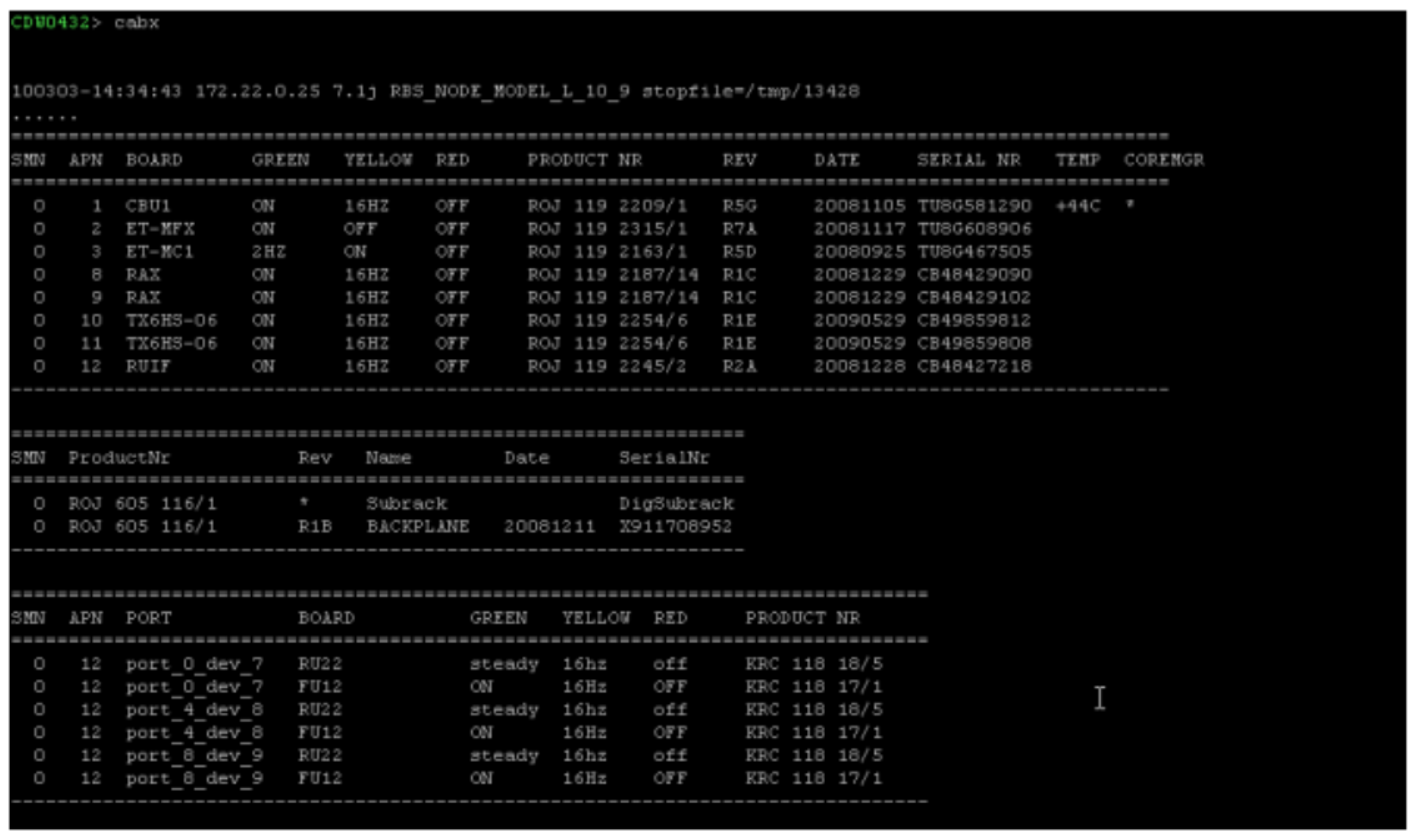 CDW0432> cabx
100303-14:34:43 172.22.0.25 7.1j RBS_NODE_MODEL_L_10_9 stopfile=/tmp/13428
......
====================================================================================================
SMN APN BOARD GREEN YELLOW RED PRODUCT NR REV DATE SERIAL NR TEMP COREMGR
====================================================================================================
0 1 CBU1 ON 16HZ OFF ROJ 119 2209/1 R5G 20081105 TU8G581290 +44C *
0 2 ET-MFX ON OFF OFF ROJ 119 2315/1 R7A 20081117 TU8G608906
0 3 ET-MC1 2HZ ON OFF ROJ 119 2163/1 R5D 20080925 TU8G467505
0 8 RAX ON 16HZ OFF ROJ 119 2187/14 R1C 20081229 CB48429090
0 9 RAX ON 16HZ OFF ROJ 119 2187/14 R1C 20081229 CB48429102
0 10 TX6HS-06 ON 16HZ OFF ROJ 119 2254/6 R1E 20090529 CB49859812
0 11 TX6HS-06 ON 16HZ OFF ROJ 119 2254/6 R1E 20090529 CB49859808
0 12 RUIF ON 16HZ OFF ROJ 119 2245/2 R2A 20081228 CB48427218
----------------------------------------------------------------------------------------------------
================================================================
SMN ProductNr Rev Name Date SerialNr
================================================================
0 ROJ 605 116/1 * Subrack DigSubrack
0 ROJ 605 116/1 R1B BACKPLANE 20081211 X911708952
----------------------------------------------------------------
================================================================================
SMN APN PORT BOARD GREEN YELLOW RED PRODUCT NR
================================================================================
0 12 port_0_dev_7 RU22 steady 16hz off KRC 118 18/5
0 12 port_0_dev_7 FU12 ON 16Hz OFF KRC 118 17/1
0 12 port_4_dev_8 RU22 steady 16hz off KRC 118 18/5
0 12 port_4_dev_8 FU12 ON 16Hz OFF KRC 118 17/1
0 12 port_8_dev_9 RU22 steady 16hz off KRC 118 18/5
0 12 port_8_dev_9 FU12 ON 16Hz OFF KRC 118 17/1
--------------------------------------------------------------------------------